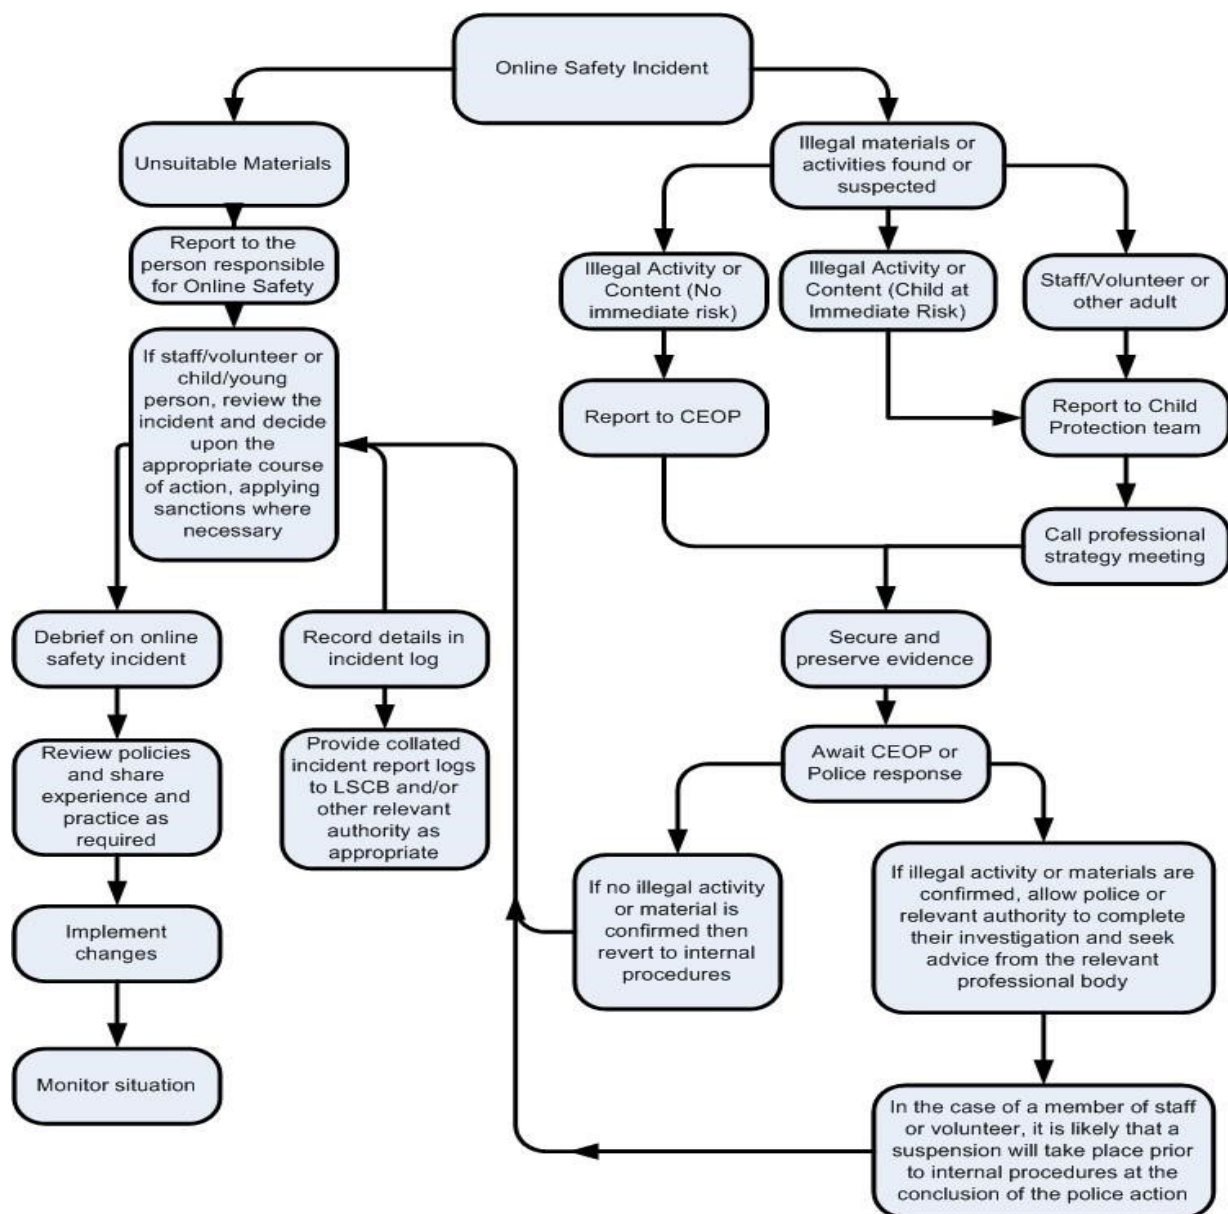 Online Safety Incident
Unsuitable Materials
Report to the
person responsible
for Online Safety
If staff/volunteer or
child/young
person, review the
incident and decide
upon the
appropriate course
of action, applying
sanctions where
necessary
Debrief on online
safety incident
Review policies
and share
experience and
practice as
required
Implement
changes
Monitor situation
Record details in
incident log
Provide collated
incident report logs
to LSCB and/or
other relevant
authority as
appropriate
Illegal materials or
activities found or
suspected
Illegal Activity or
Content (No
immediate risk)
Illegal Activity or
Content (Child at
Immediate Risk)
Staff/Volunteer or
other adult
Report to CEOP
Report to Child
Protection team
Call professional
strategy meeting
Secure and
preserve evidence
Await CEOP or
Police response
If no illegal activity
or material is
confirmed then
revert to internal
procedures
If illegal activity or materials are
confirmed, allow police or
relevant authority to complete
their investigation and seek
advice from the relevant
professional body
In the case of a member of staff
or volunteer, it is likely that a
suspension will take place prior
to internal procedures at the
conclusion of the police action